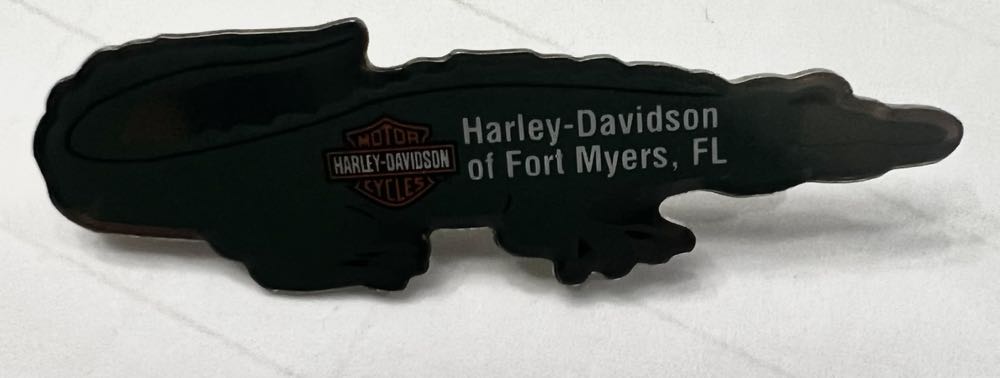 MOTOR
HARLEY-DAVIDSON
CYCLES
Harley-Davidson
of Fort Myers, FL